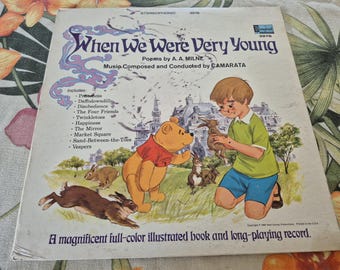 STEREOPHONIC
3976
When We Were Very Young
Poems by A. A. MILNE
Music Composed and Conducted by CAMARATA
Includes:
• Daffodowndilly
• Disobedience
• The Four Friends
• Twinkletoes
• Happiness
• The Mirror
• Market Square
• Sand-Between-the-Toes
• Vespers
A magnificent full-color illustrated book and long-playing record.